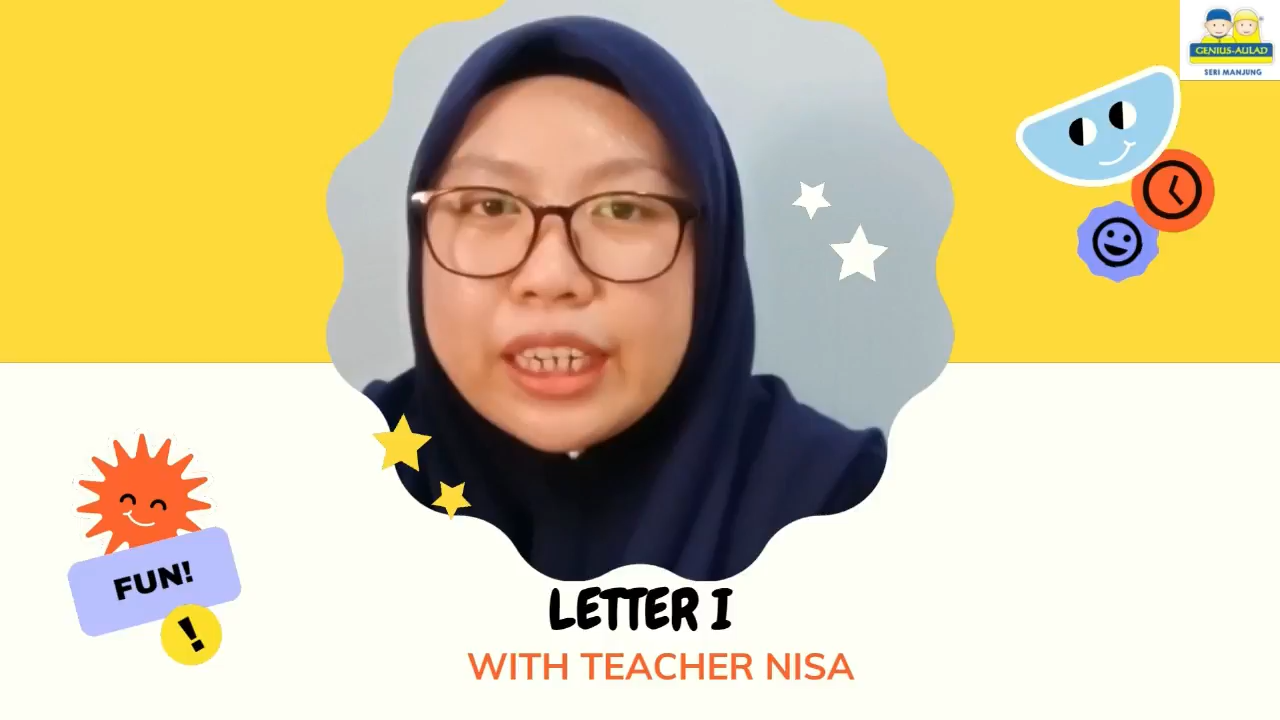 GENIUS-AULAD
SERI MANJUNG
FUN!
!
LETTER I
WITH TEACHER NISA